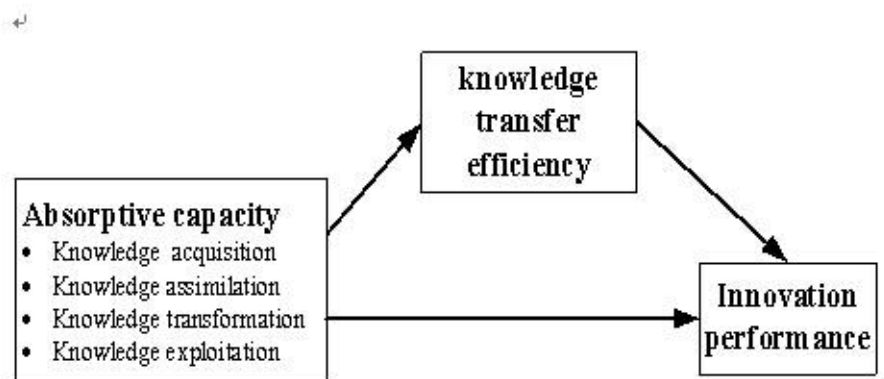 knowledge
transfer
efficiency
Absorptive capacity
• Knowledge acquisition
• Knowledge assimilation
• Knowledge transformation
• Knowledge exploitation
Innovation
performance